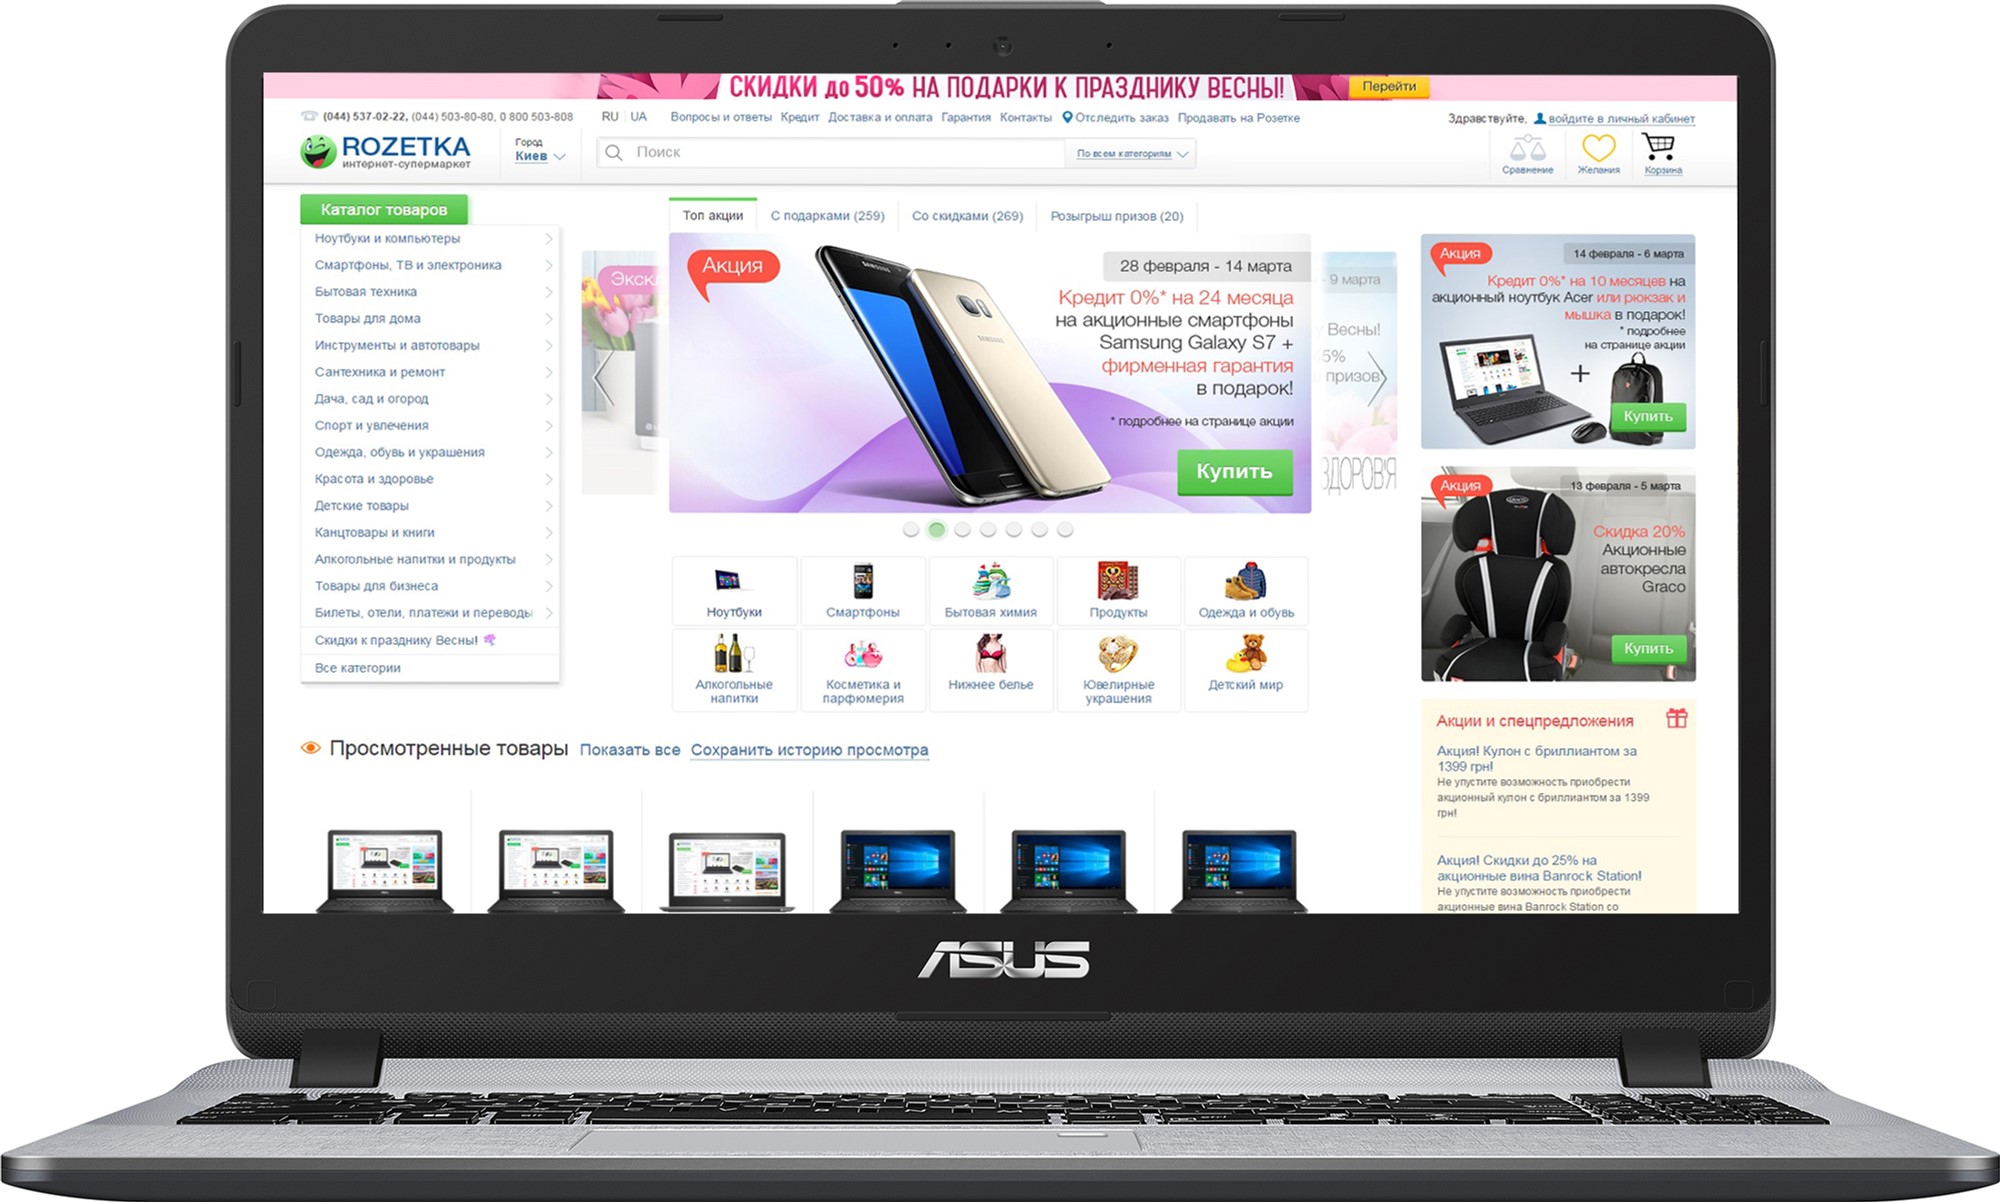 СКИДКИ до 50% НА ПОДАРКИ К ПРАЗДНИКУ ВЕСНЫ!
Перейти
(044) 537-02-22, (044) 503-80-80, 0 800 503-808
RU UA
Вопросы и ответы Кредит Доставка и оплата Гарантия Контакты Отследить заказ Продавать на Розетке
Здравствуйте, войдите в личный кабинет
ROZETKA
интернет-супермаркет
Город
Киев
Поиск
По всем категориям
Сравнение
Желания
Корзина
Каталог товаров
Ноутбуки и компьютеры
Смартфоны, ТВ и электроника
Бытовая техника
Товары для дома
Инструменты и автотовары
Сантехника и ремонт
Дача, сад и огород
Спорт и увлечения
Одежда, обувь и украшения
Красота и здоровье
Детские товары
Канцтовары и книги
Алкогольные напитки и продукты
Товары для бизнеса
Билеты, отели, платежи и переводы
Скидки к празднику Весны!
Все категории
Топ акции
С подарками (259)
Со скидками (269)
Розыгрыш призов (20)
Экскл
Акция
SAMSUNG
28 февраля - 14 марта
Кредит 0%* на 24 месяца
на акционные смартфоны
Samsung Galaxy S7 +
фирменная гарантия
в подарок!
* подробнее на странице акции
Купить
- 9 марта
Весны!
5%
призов
ЗДОРОВ'Я
Акция
14 февраля - 6 марта
Кредит 0%* на 10 месяцев на
акционный ноутбук Acer или рюкзак и
мышка в подарок!
* подробнее
на странице акции
+
Купить
Акция
13 февраля - 5 марта
Скидка 20%
Акционные
автокресла
Graco
Купить
Ноутбуки
Смартфоны
Бытовая химия
Продукты
Одежда и обувь
Алкогольные
напитки
Косметика и
парфюмерия
Нижнее белье
Ювелирные
украшения
Детский мир
Просмотренные товары Показать все Сохранить историю просмотра
Акции и спецпредложения
Акция! Кулон с бриллиантом за
1399 грн!
Не упустите возможность приобрести
акционный кулон с бриллиантом за 1399
грн!
Акция! Скидки до 25% на
акционные вина Banrock Station!
Не упустите возможность приобрести
акционные вина Banrock Station со
ASUS